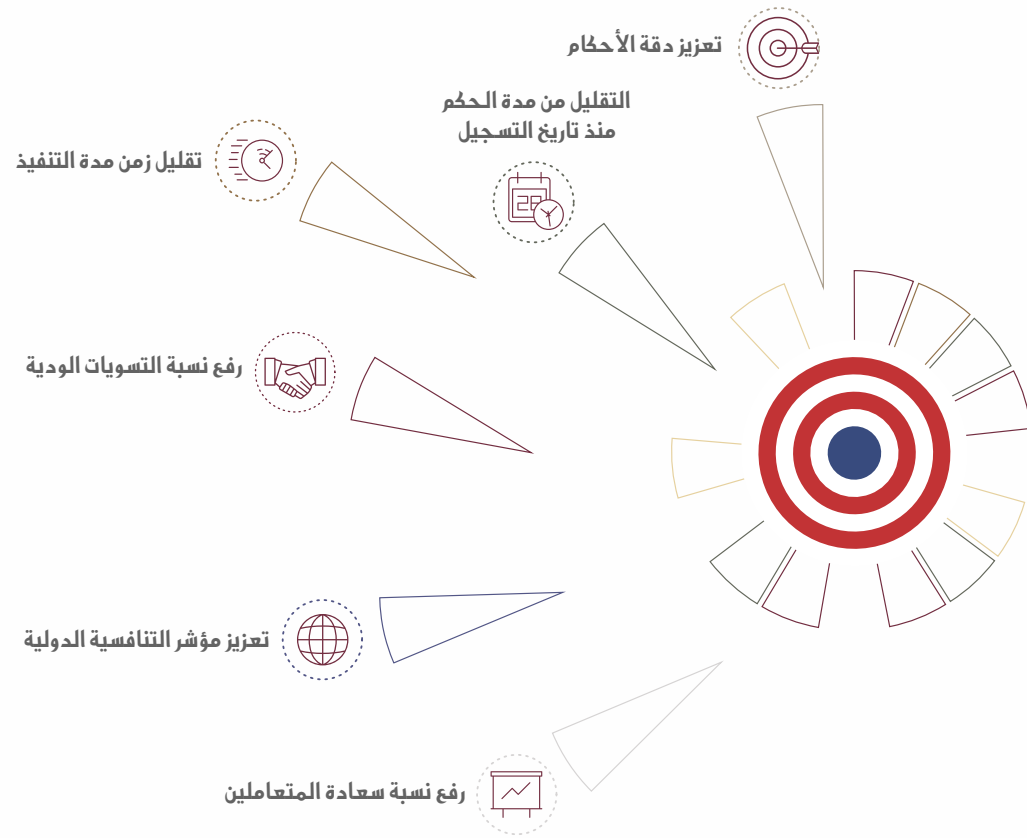 تعزيز دقة الأحكام
التقليل من مدة الحكم
منذ تاريخ التسجيل
28
تقليل زمن مدة التنفيذ
رفع نسبة التسويات الودية
تعزيز مؤشر التنافسية الدولية
رفع نسبة سعادة المتعاملين